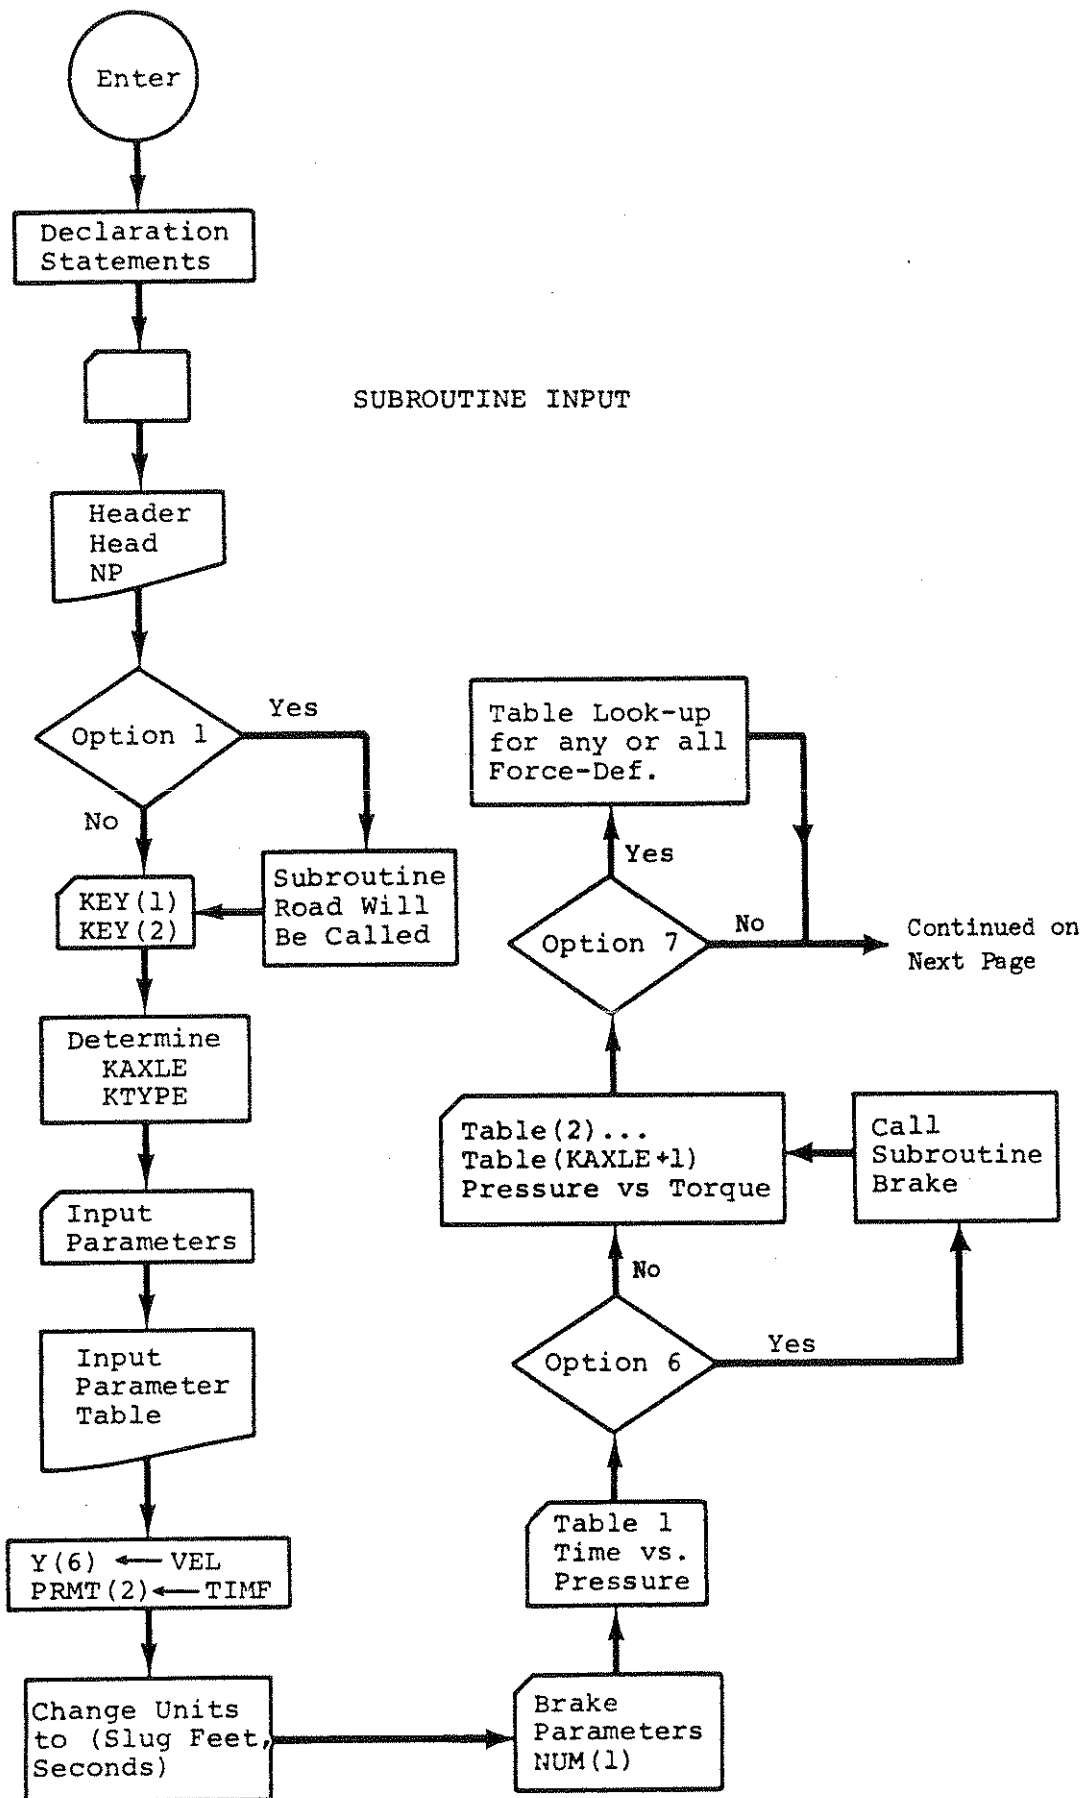 Enter
Declaration
Statements
SUBROUTINE INPUT
Header
Head
NP
Option 1
Yes
No
Subroutine
Road Will
Be Called
KEY(1)
KEY(2)
Determine
KAXLE
KTYPE
Input
Parameters
Input
Parameter
Table
Y(6) ← VEL
PRMT(2) ← TIMF
Change Units
to (Slug Feet,
Seconds)
Brake
Parameters
NUM(1)
Table 1
Time vs.
Pressure
Option 6
Yes
No
Call
Subroutine
Brake
Table(2)...
Table(KAXLE+1)
Pressure vs Torque
Option 7
Yes
No
Table Look-up
for any or all
Force-Def.
Continued on
Next Page